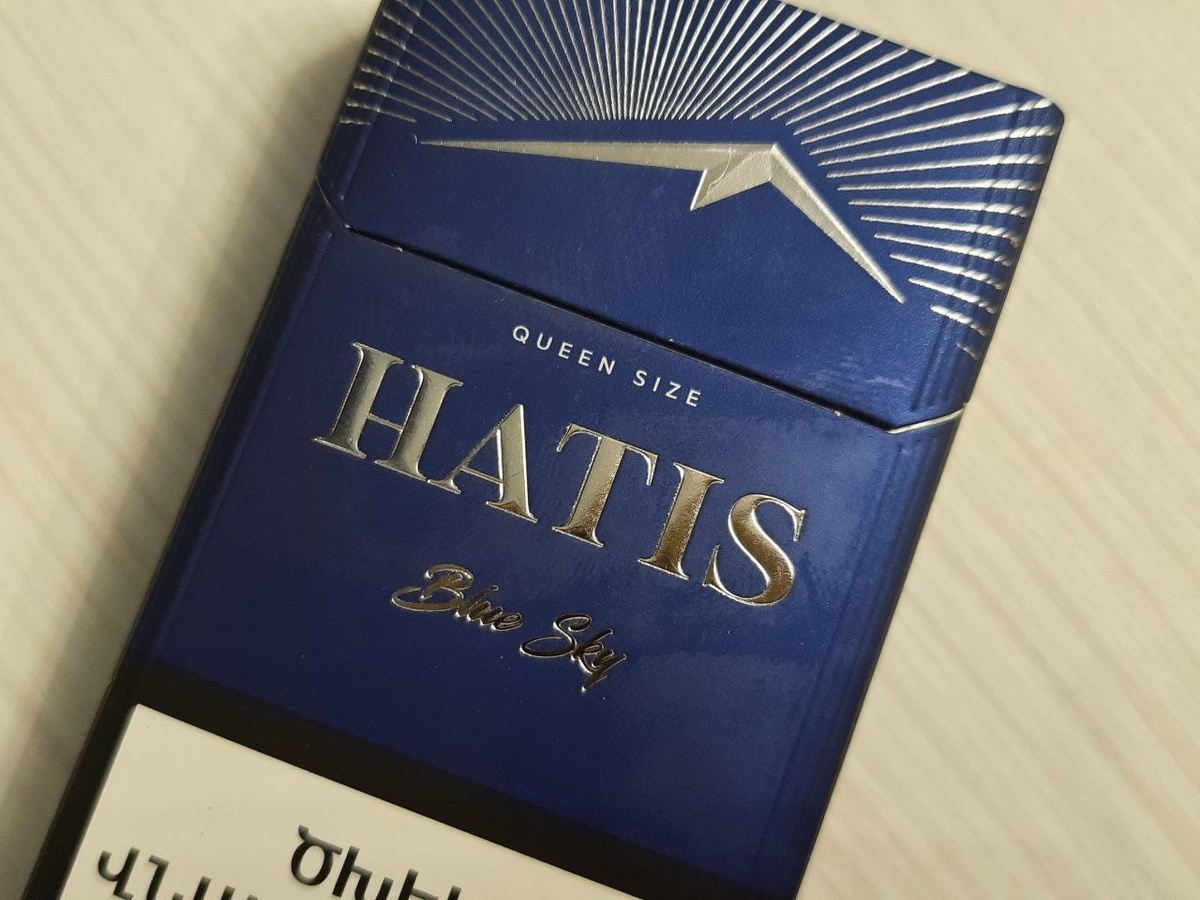 QUEEN SIZE
HATIS
Blue Sky